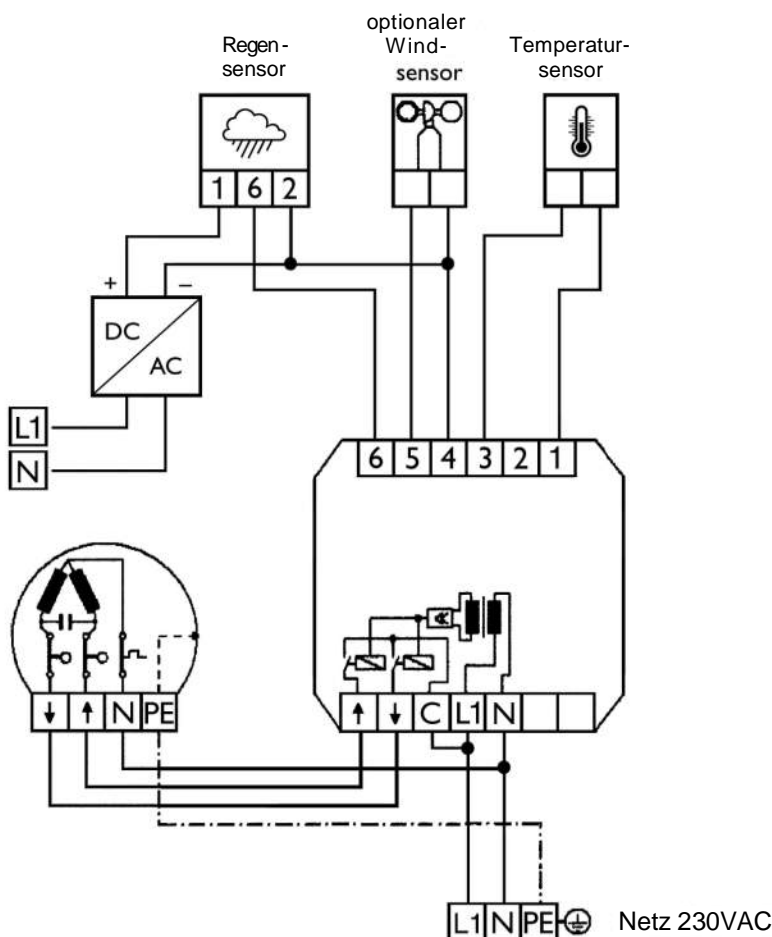 Regen-
sensor
optionaler
Wind-
sensor
Temperatur-
sensor
1 6 2
+ −
DC
AC
L1
N
6 5 4 3 2 1
↓ ↑ N PE
↑ ↓ C L1 N
L1 N PE Netz 230VAC